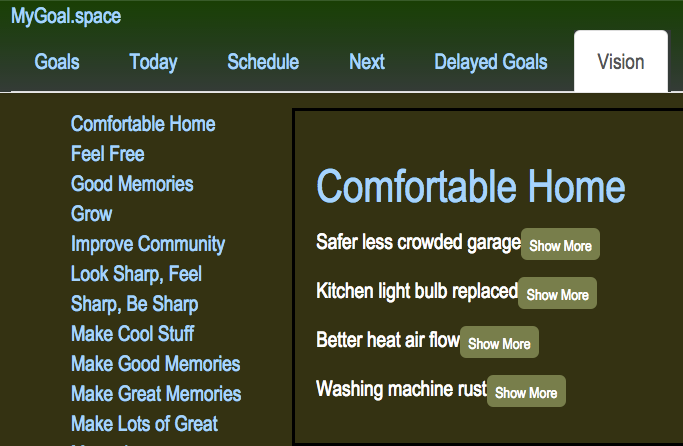 MyGoal.space
Goals Today Schedule Next Delayed Goals Vision
Comfortable Home
Feel Free
Good Memories
Grow
Improve Community
Look Sharp, Feel
Sharp, Be Sharp
Make Cool Stuff
Make Good Memories
Make Great Memories
Make Lots of Great
Comfortable Home
Safer less crowded garage Show More
Kitchen light bulb replaced Show More
Better heat air flow Show More
Washing machine rust Show More